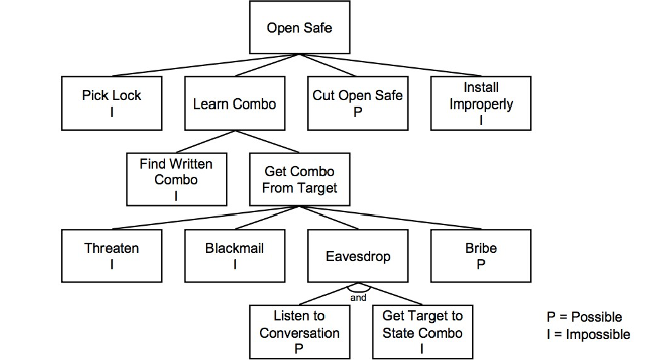 Open Safe
Pick Lock
I
Learn Combo
Cut Open Safe
P
Install
Improperly
I
Find Written
Combo
I
Get Combo
From Target
Threaten
I
Blackmail
I
Eavesdrop
Bribe
P
and
Listen to
Conversation
P
Get Target to
State Combo
I
P = Possible
I = Impossible